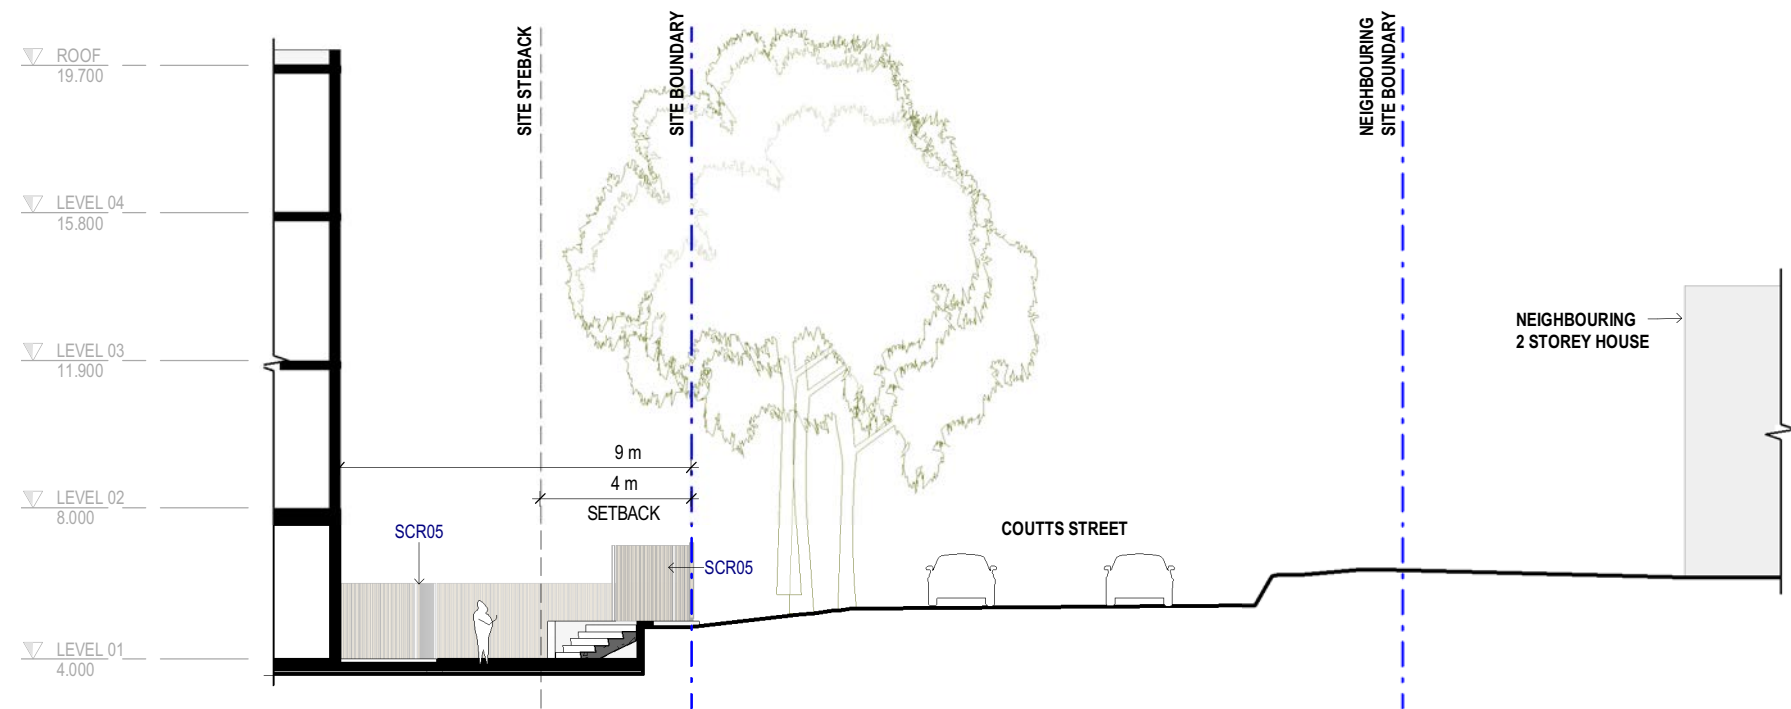 ROOF
19.700
LEVEL 04
15.800
LEVEL 03
11.900
LEVEL 02
8.000
LEVEL 01
4.000
SITE STEBACK
SITE BOUNDARY
NEIGHBOURING
SITE BOUNDARY
9 m
4 m
SETBACK
SCR05
SCR05
COUTTS STREET
NEIGHBOURING
2 STOREY HOUSE